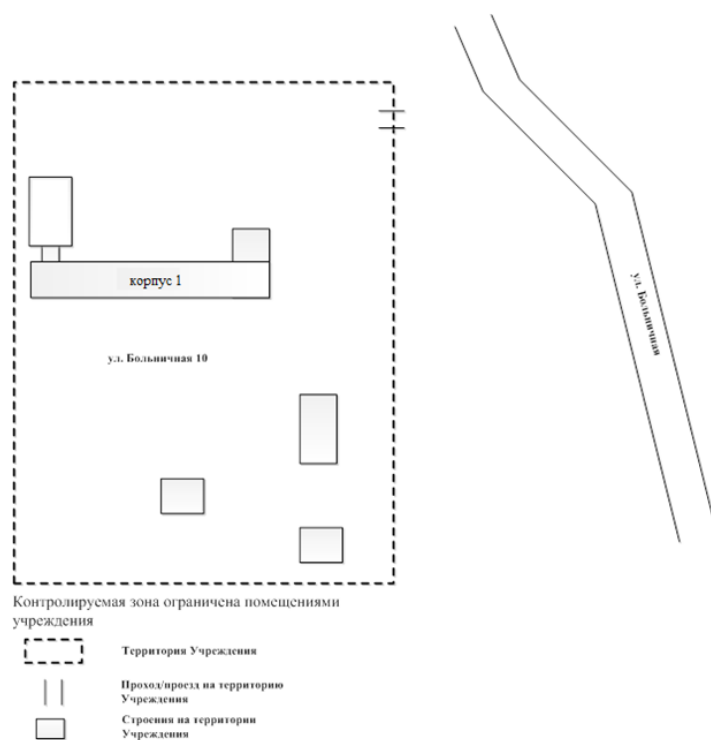 корпус 1
ул. Больничная 10
ул. Больничная
Контролируемая зона ограничена помещениями
учреждения
Территория Учреждения
Проход/проезд на территорию
Учреждения
Строения на территории
Учреждения